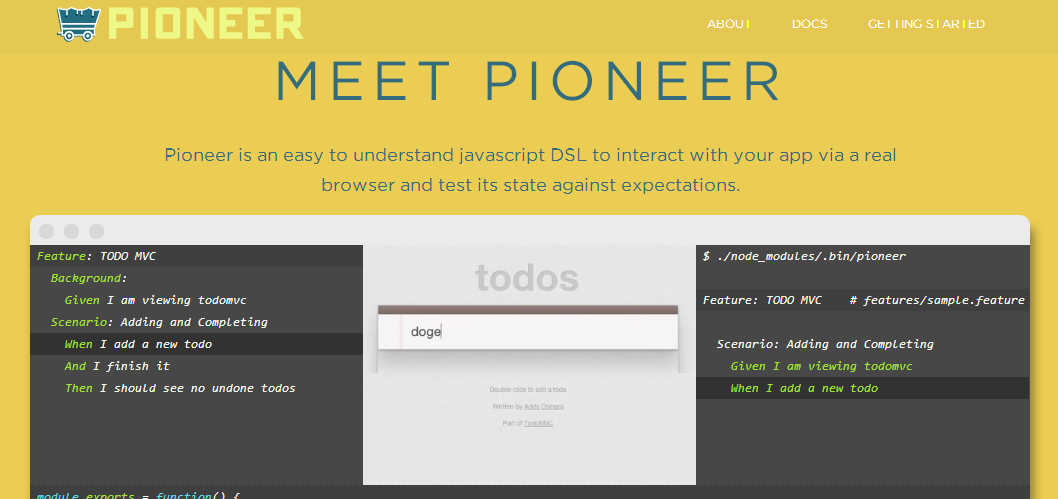 PIONEER
ABOUT DOCS GETTING STARTED
MEET PIONEER
Pioneer is an easy to understand javascript DSL to interact with your app via a real
browser and test its state against expectations.
Feature: TODO MVC
Background:
Given I am viewing todomvc
Scenario: Adding and Completing
When I add a new todo
And I finish it
Then I should see no undone todos
todos
doge
Double-click to edit a todo
Written by Addy Osmani
Part of TodoMVC
$ ./node_modules/.bin/pioneer
Feature: TODO MVC # features/sample.feature
Scenario: Adding and Completing
Given I am viewing todomvc
When I add a new todo
module.exports = function() {